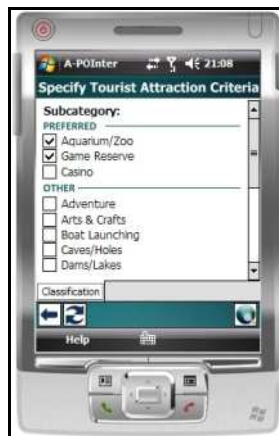 A-POInter 21:08
Specify Tourist Attraction Criteria
Subcategory:
PREFERRED
Aquarium/Zoo
Game Reserve
Casino
OTHER
Adventure
Arts & Crafts
Boat Launching
Caves/Holes
Dams/Lakes
Classification
Help